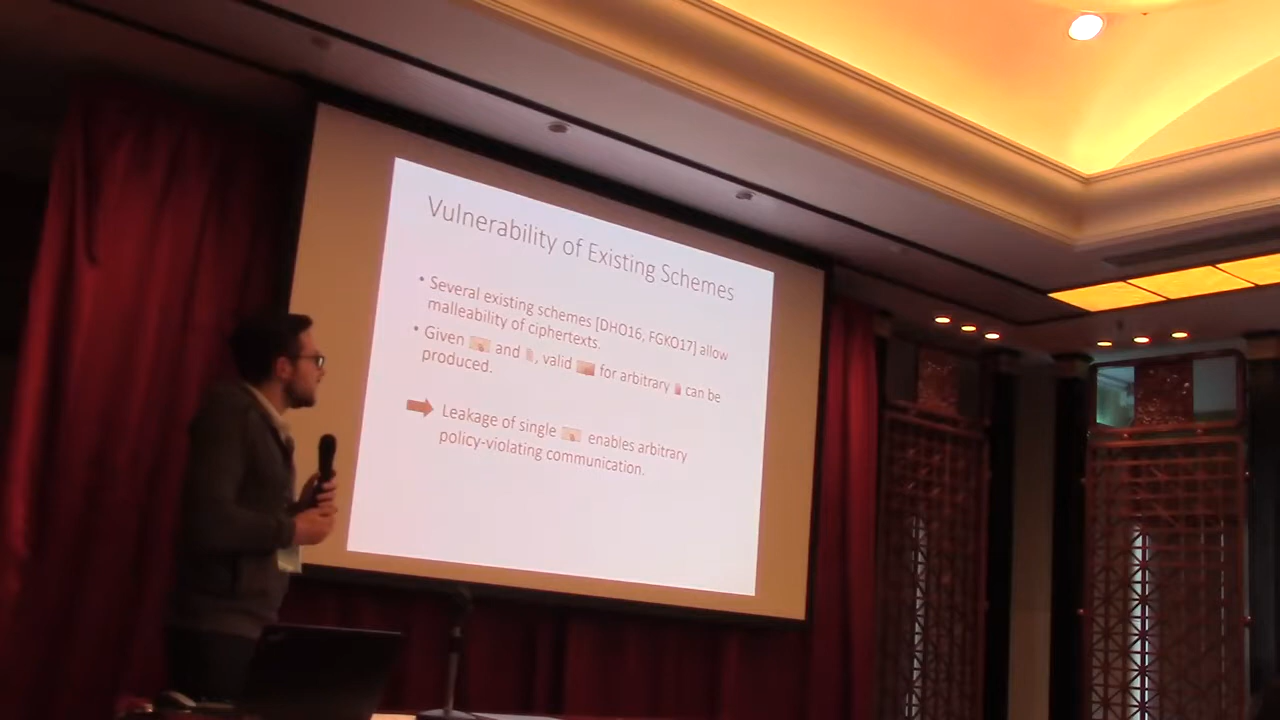 Vulnerability of Existing Schemes
• Several existing schemes [DHO16, FGKO17] allow
malleability of ciphertexts.
• Given and , valid for arbitrary can be
produced.
Leakage of single enables arbitrary
policy-violating communication.